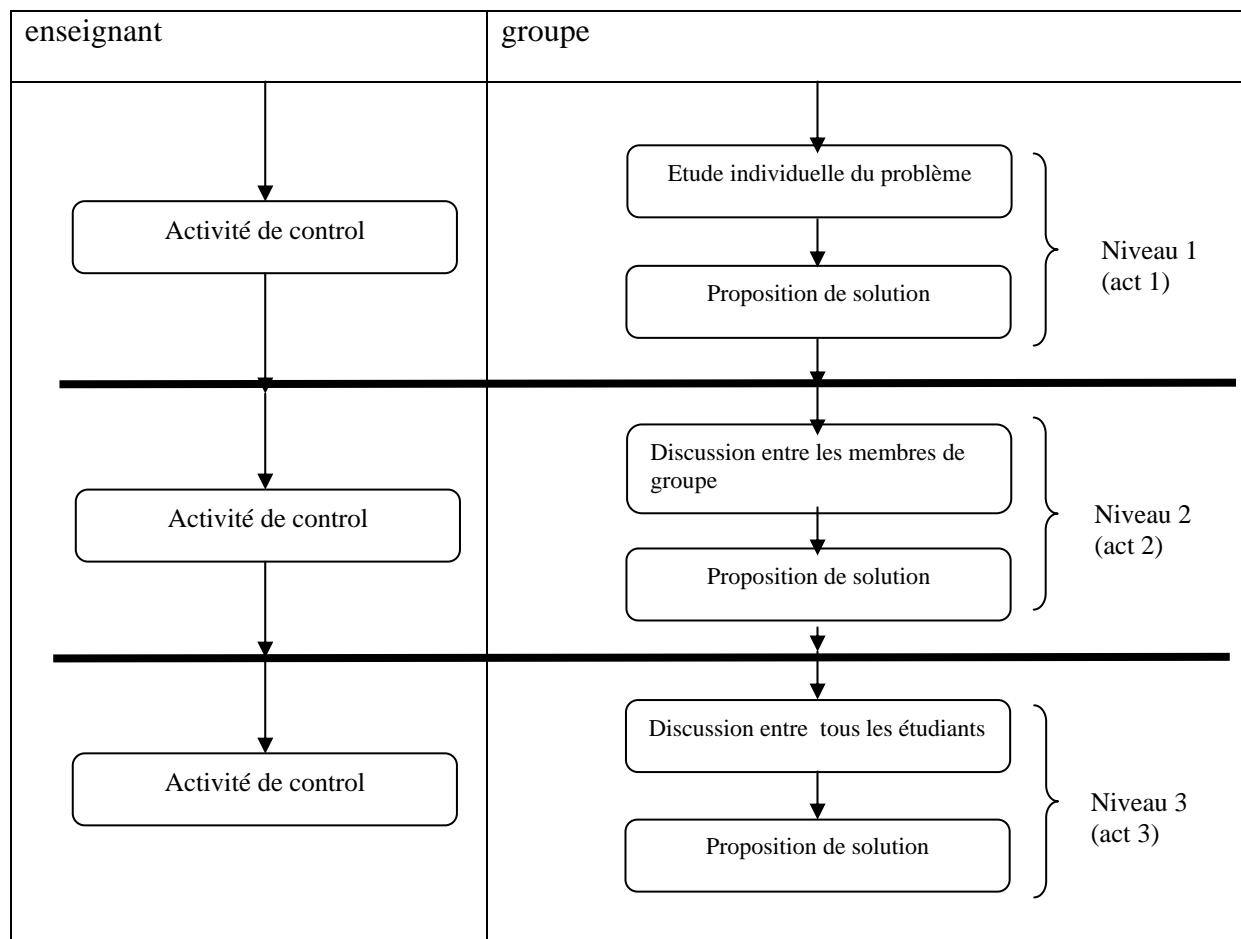 enseignant
groupe
Etude individuelle du problème
Activité de control
Proposition de solution
Niveau 1
(act 1)
Discussion entre les membres de
groupe
Activité de control
Proposition de solution
Niveau 2
(act 2)
Discussion entre tous les étudiants
Activité de control
Proposition de solution
Niveau 3
(act 3)